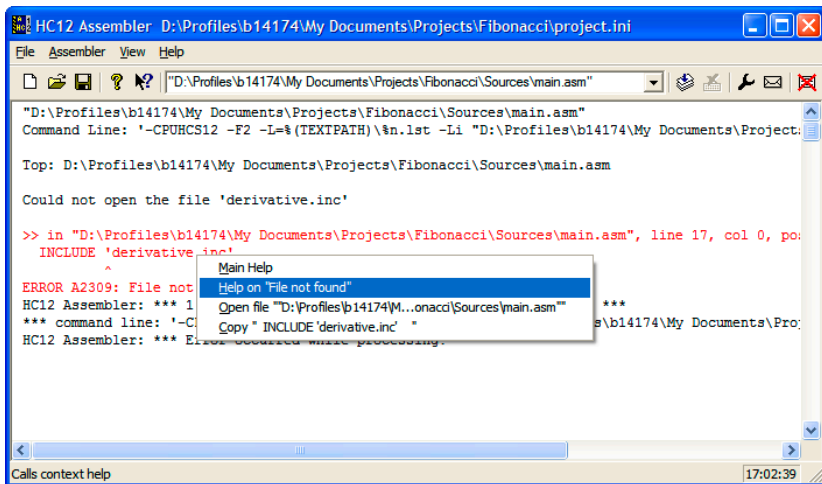 HC12 Assembler D:\Profiles\b14174\My Documents\Projects\Fibonacci\project.ini
File Assembler View Help
"D:\Profiles\b14174\My Documents\Projects\Fibonacci\Sources\main.asm"
"D:\Profiles\b14174\My Documents\Projects\Fibonacci\Sources\main.asm"
Command Line: '-CPUHCS12 -F2 -L=%(TEXTPATH)\%n.lst -Li "D:\Profiles\b14174\My Documents\Project
Top: D:\Profiles\b14174\My Documents\Projects\Fibonacci\Sources\main.asm
Could not open the file 'derivative.inc'
>> in "D:\Profiles\b14174\My Documents\Projects\Fibonacci\Sources\main.asm", line 17, col 0, po
INCLUDE 'derivative.inc'
^
Main Help
ERROR A2309: File not
Help on "File not found"
HC12 Assembler: *** 1
Open file ""D:\Profiles\b14174\M...onacci\Sources\main.asm""
***
*** command line: '-C
Copy " INCLUDE 'derivative.inc' "
s\b14174\My Documents\Pro
HC12 Assembler: *** Error occurred while processing!
Calls context help
17:02:39